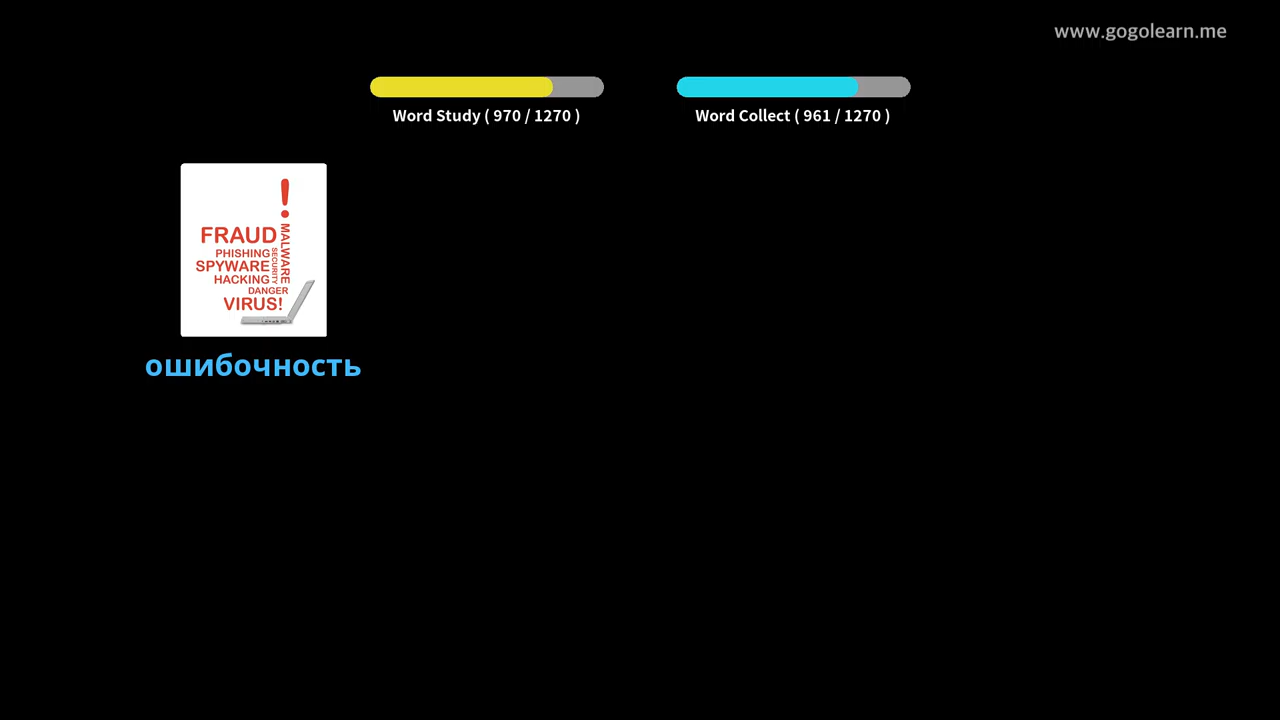 www.gogolearn.me
Word Study ( 970 / 1270 )
Word Collect ( 961 / 1270 )
!
FRAUD
MALWARE
PHISHING
SECURITY
SPYWARE
HACKING
DANGER
VIRUS!
ошибочность